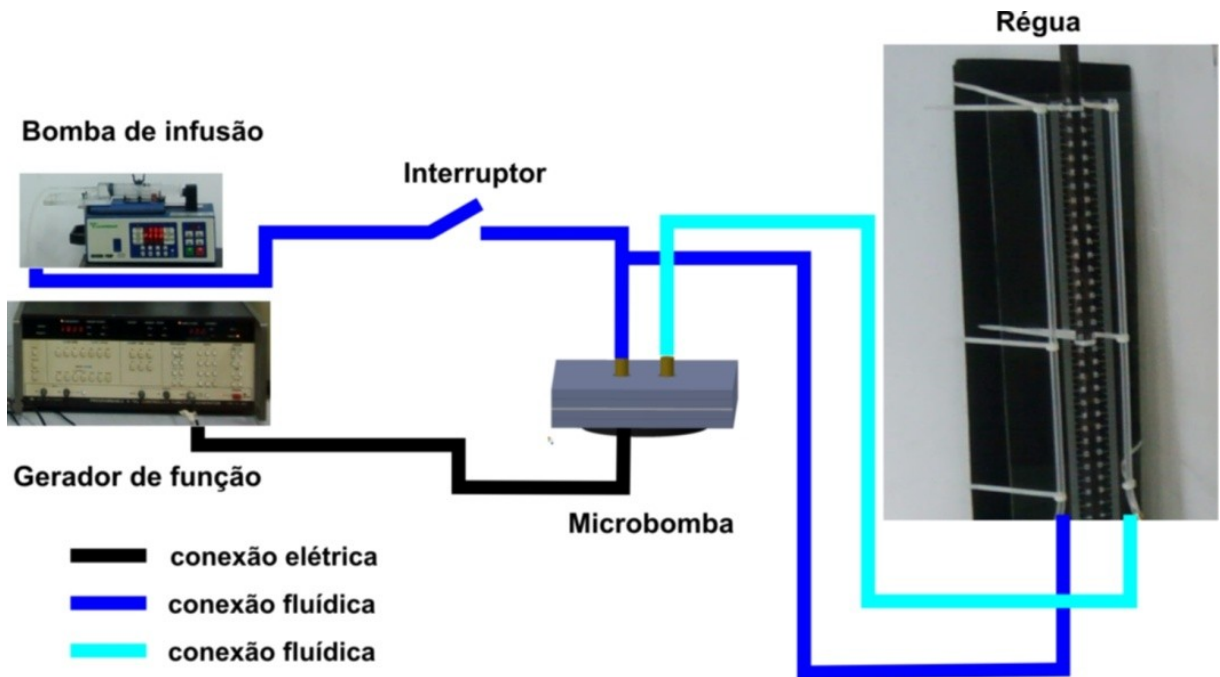 Régua
Bomba de infusão
Interruptor
Gerador de função
Microbomba
conexão elétrica
conexão fluídica
conexão fluídica